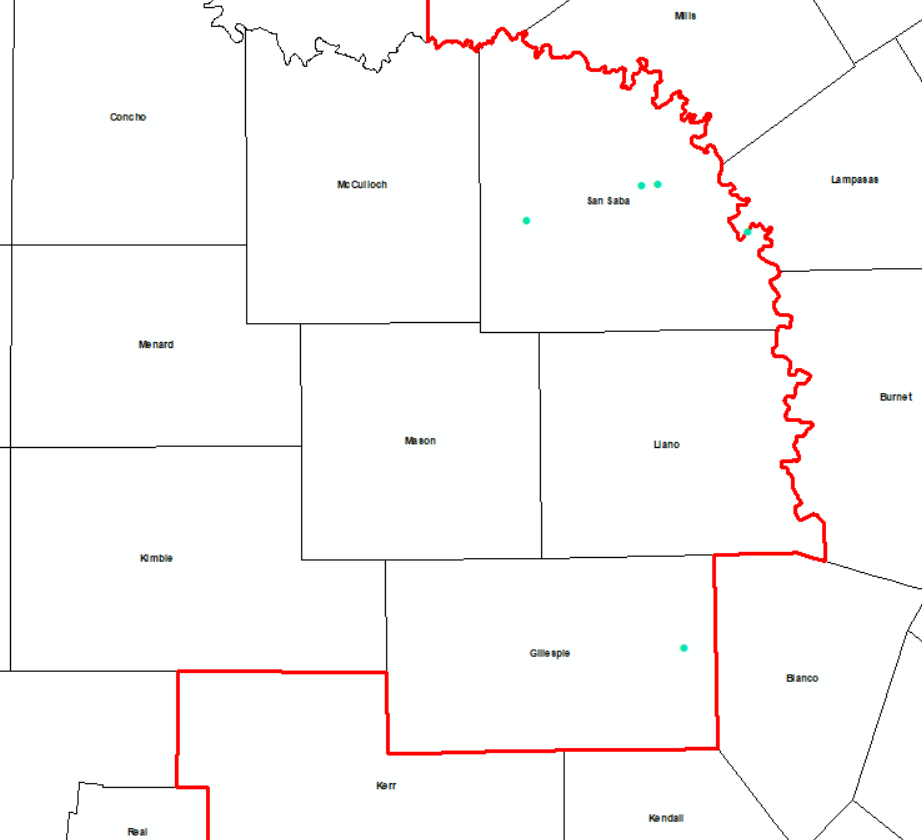 Mills
Concho
McCulloch
Lampasas
San Saba
Menard
Burnet
Mason
Llano
Kimble
Gillespie
Blanco
Kerr
Kendall
Real